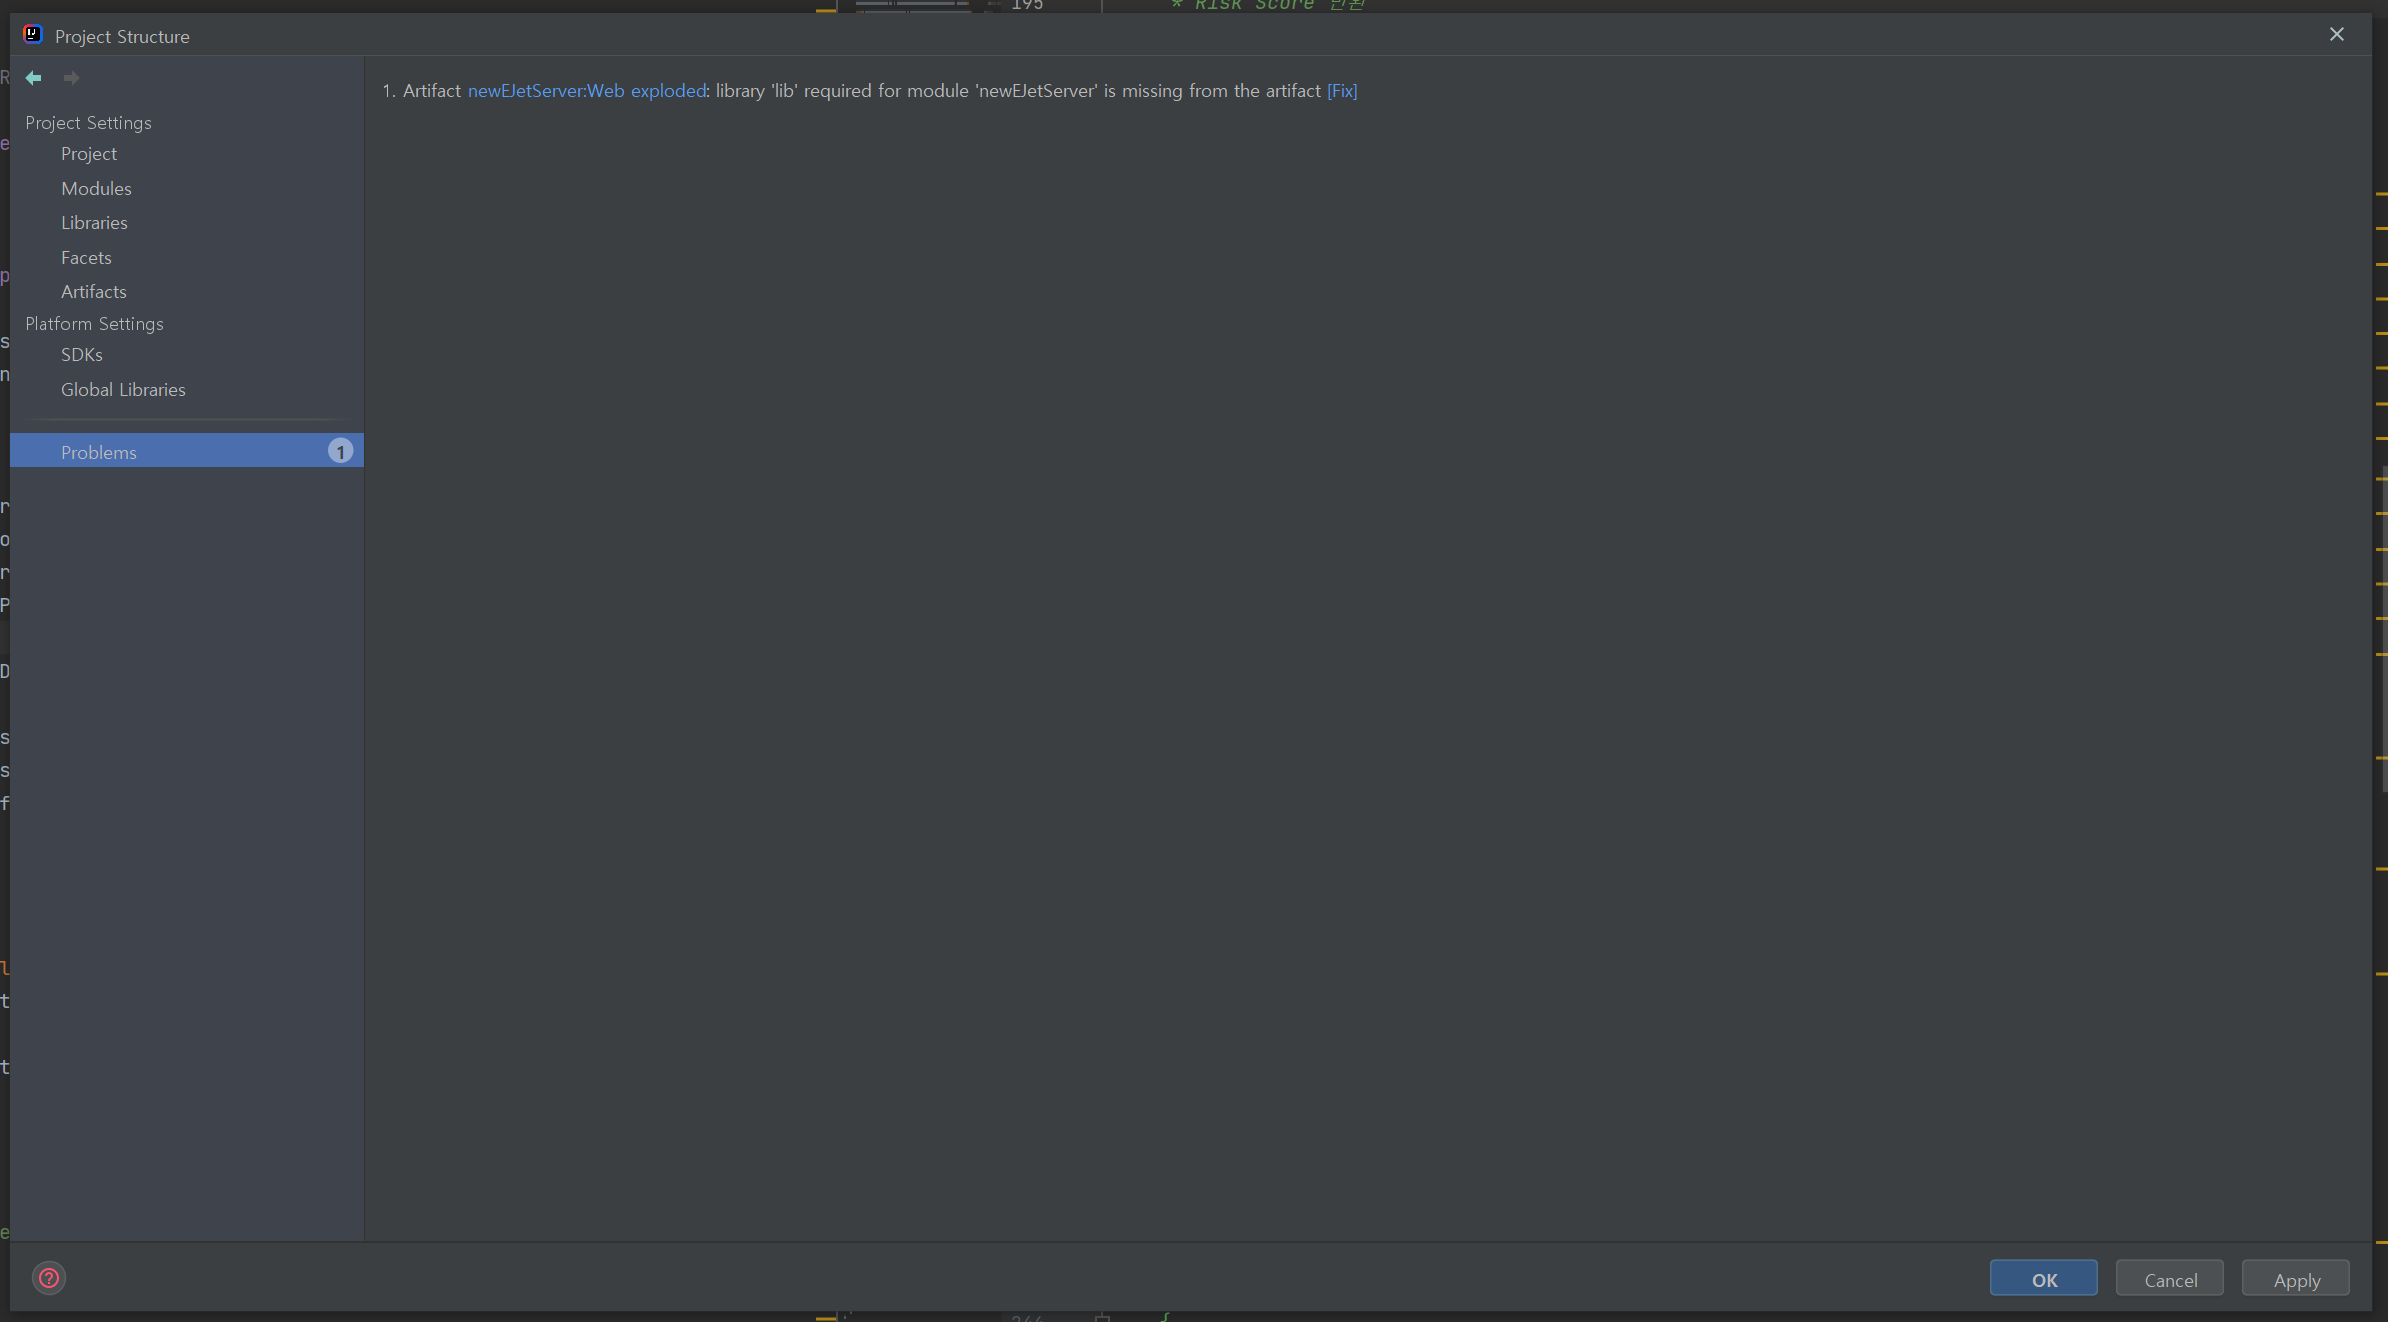 195
* Risk Score 반환
Project Structure
R
1. Artifact newEJetServer:Web exploded: library 'lib' required for module 'newEJetServer' is missing from the artifact [Fix]
Project Settings
e
Project
Modules
Libraries
Facets
p
Artifacts
Platform Settings
s
SDKs
n
Global Libraries
Problems
1
r
o
r
P
D
s
s
f
l
t
t
e
?
OK
Cancel
Apply
{